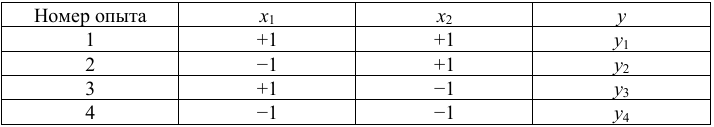 Номер опыта x1 x2 y
1 +1 +1 y1
2 −1 +1 y2
3 +1 −1 y3
4 −1 −1 y4